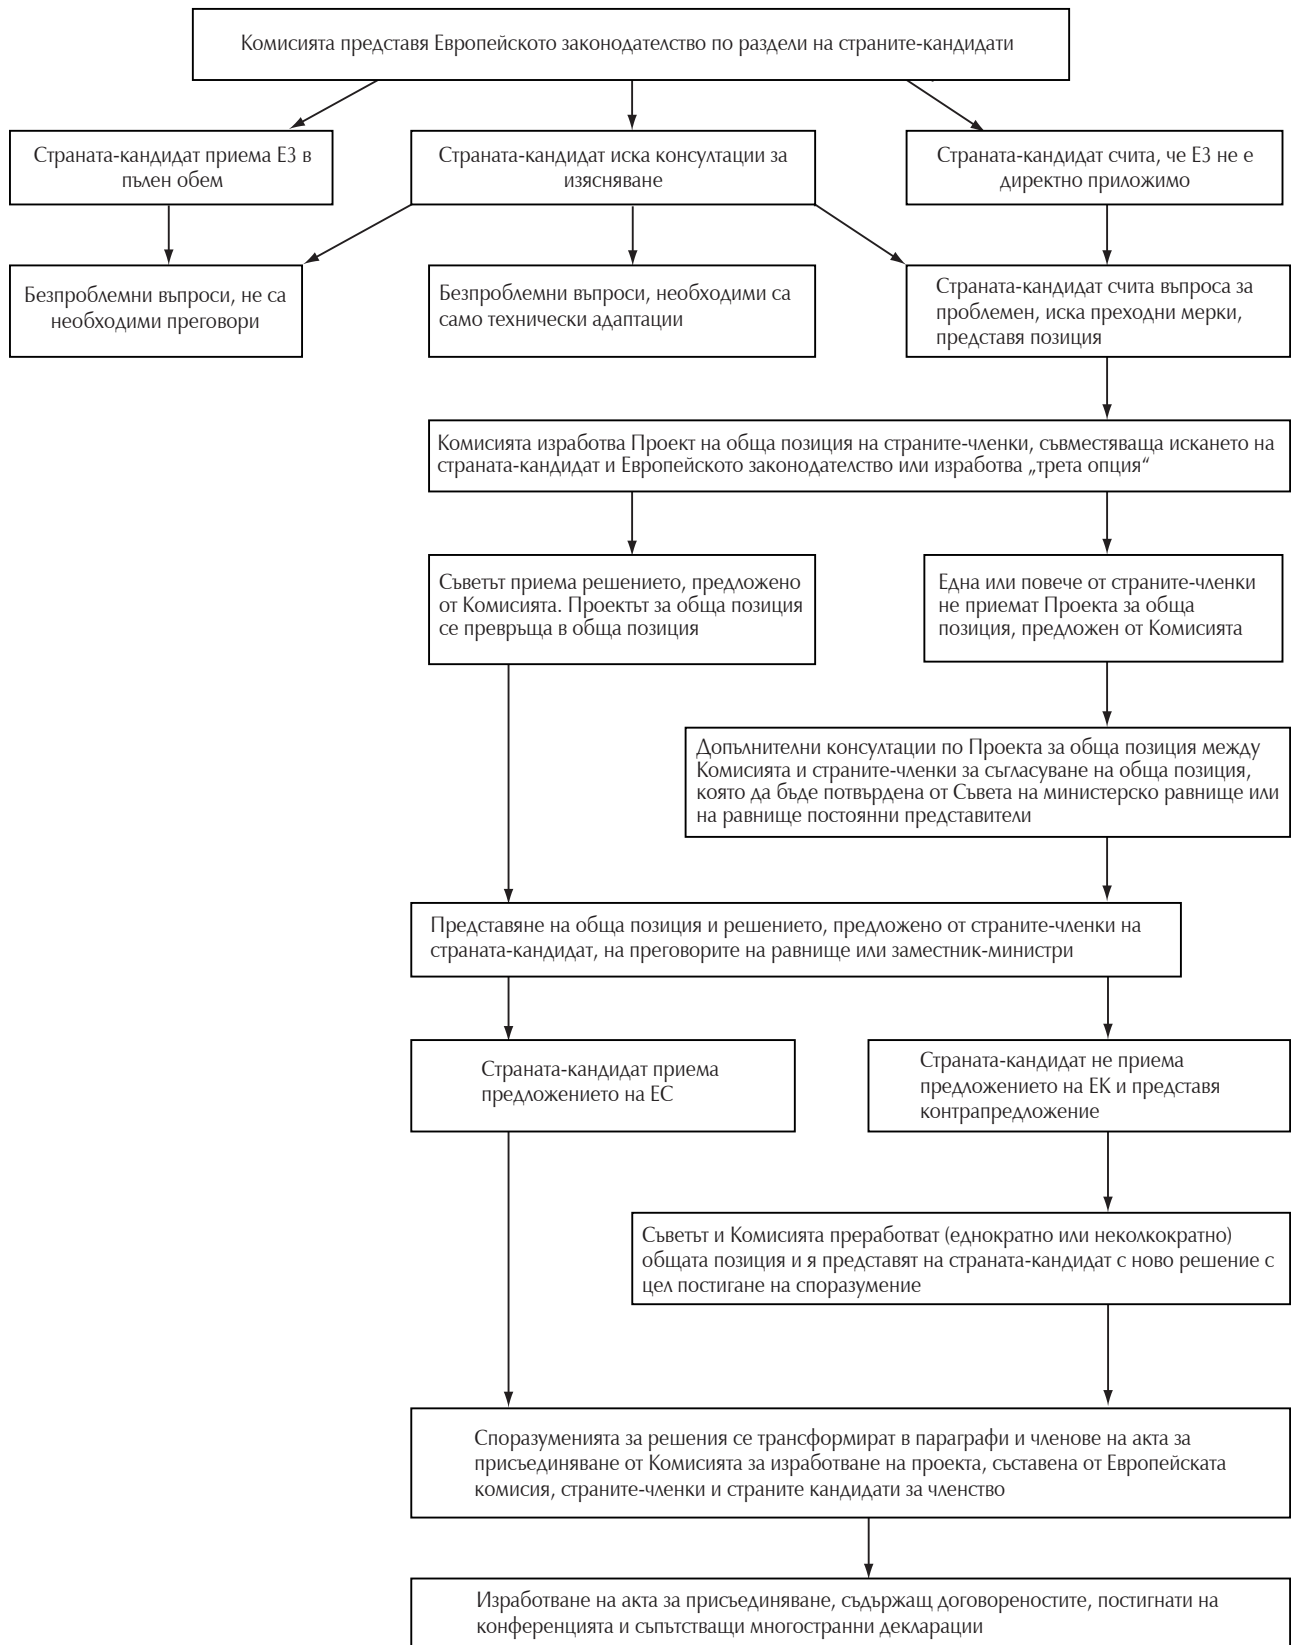 Комисията представя Европейското законодателство по раздели на страните-кандидати
Страната-кандидат приема ЕЗ в
пълен обем
Страната-кандидат иска консултации за
изясняване
Страната-кандидат счита, че ЕЗ не е
директно приложимо
Безпроблемни въпроси, не са
необходими преговори
Безпроблемни въпроси, необходими са
само технически адаптации
Страната-кандидат счита въпроса за
проблемен, иска преходни мерки,
представя позиция
Комисията изработва Проект на обща позиция на страните-членки, съвместяваща искането на
страната-кандидат и Европейското законодателство или изработва „трета опция“
Съветът приема решението, предложено
от Комисията. Проектът за обща позиция
се превръща в обща позиция
Една или повече от страните-членки
не приемат Проекта за обща
позиция, предложен от Комисията
Допълнителни консултации по Проекта за обща позиция между
Комисията и страните-членки за съгласуване на обща позиция,
която да бъде потвърдена от Съвета на министерско равнище или
на равнище постоянни представители
Представяне на обща позиция и решението, предложено от страните-членки на
страната-кандидат, на преговорите на равнище или заместник-министри
Страната-кандидат приема
предложението на ЕС
Страната-кандидат не приема
предложението на ЕК и представя
контрапредложение
Съветът и Комисията преработват (еднократно или неколкократно)
общата позиция и я представят на страната-кандидат с ново решение с
цел постигане на споразумение
Споразуменията за решения се трансформират в параграфи и членове на акта за
присъединяване от Комисията за изработване на проекта, съставена от Европейската
комисия, страните-членки и страните кандидати за членство
Изработване на акта за присъединяване, съдържащ договореностите, постигнати на
конференцията и съпътстващи многостранни декларации